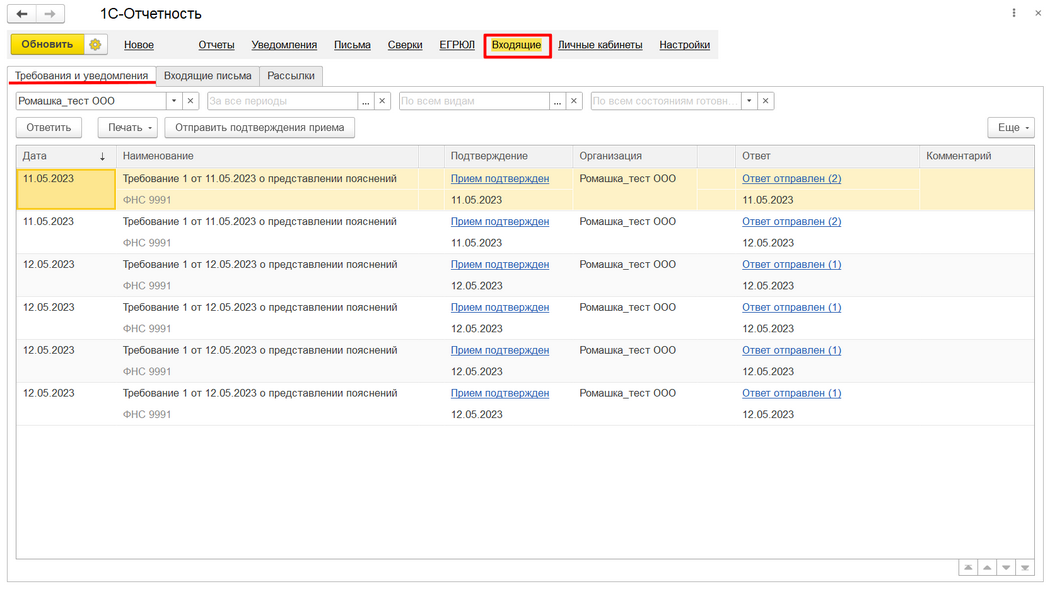 1С-Отчетность
Обновить Новое Отчеты Уведомления Письма Сверки ЕГРЮЛ Входящие Личные кабинеты Настройки
Требования и уведомления Входящие письма Рассылки
Ромашка_тест ООО За все периоды ... По всем видам ... По всем состояниям готовн...
Ответить Печать Отправить подтверждения приема Еще
Дата ↓ Наименование Подтверждение Организация Ответ Комментарий
11.05.2023 Требование 1 от 11.05.2023 о представлении пояснений Прием подтвержден Ромашка_тест ООО Ответ отправлен (2)
ФНС 9991 11.05.2023 11.05.2023
11.05.2023 Требование 1 от 11.05.2023 о представлении пояснений Прием подтвержден Ромашка_тест ООО Ответ отправлен (2)
ФНС 9991 11.05.2023 12.05.2023
12.05.2023 Требование 1 от 12.05.2023 о представлении пояснений Прием подтвержден Ромашка_тест ООО Ответ отправлен (1)
ФНС 9991 12.05.2023 12.05.2023
12.05.2023 Требование 1 от 12.05.2023 о представлении пояснений Прием подтвержден Ромашка_тест ООО Ответ отправлен (1)
ФНС 9991 12.05.2023 12.05.2023
12.05.2023 Требование 1 от 12.05.2023 о представлении пояснений Прием подтвержден Ромашка_тест ООО Ответ отправлен (1)
ФНС 9991 12.05.2023 12.05.2023
12.05.2023 Требование 1 от 12.05.2023 о представлении пояснений Прием подтвержден Ромашка_тест ООО Ответ отправлен (1)
ФНС 9991 12.05.2023 12.05.2023